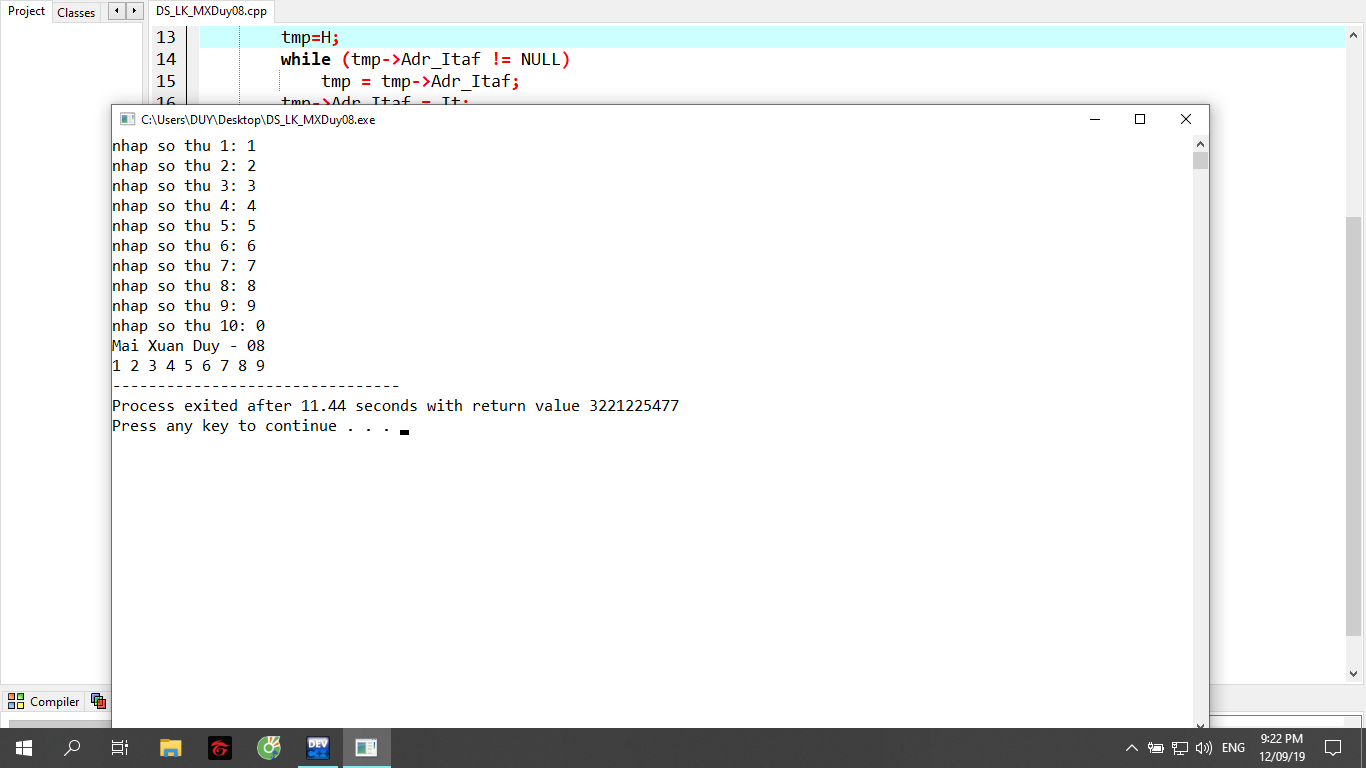 Project Classes DS_LK_MXDuy08.cpp
13 tmp=H;
14 while (tmp->Adr_Itaf != NULL)
15 tmp = tmp->Adr_Itaf;
16 tmp->Adr_Itaf = It;
C:\Users\DUY\Desktop\DS_LK_MXDuy08.exe
nhap so thu 1: 1
nhap so thu 2: 2
nhap so thu 3: 3
nhap so thu 4: 4
nhap so thu 5: 5
nhap so thu 6: 6
nhap so thu 7: 7
nhap so thu 8: 8
nhap so thu 9: 9
nhap so thu 10: 0
Mai Xuan Duy - 08
1 2 3 4 5 6 7 8 9
--------------------------------
Process exited after 11.44 seconds with return value 3221225477
Press any key to continue . . .
Compiler
DEV C++
ENG
9:22 PM
12/09/19